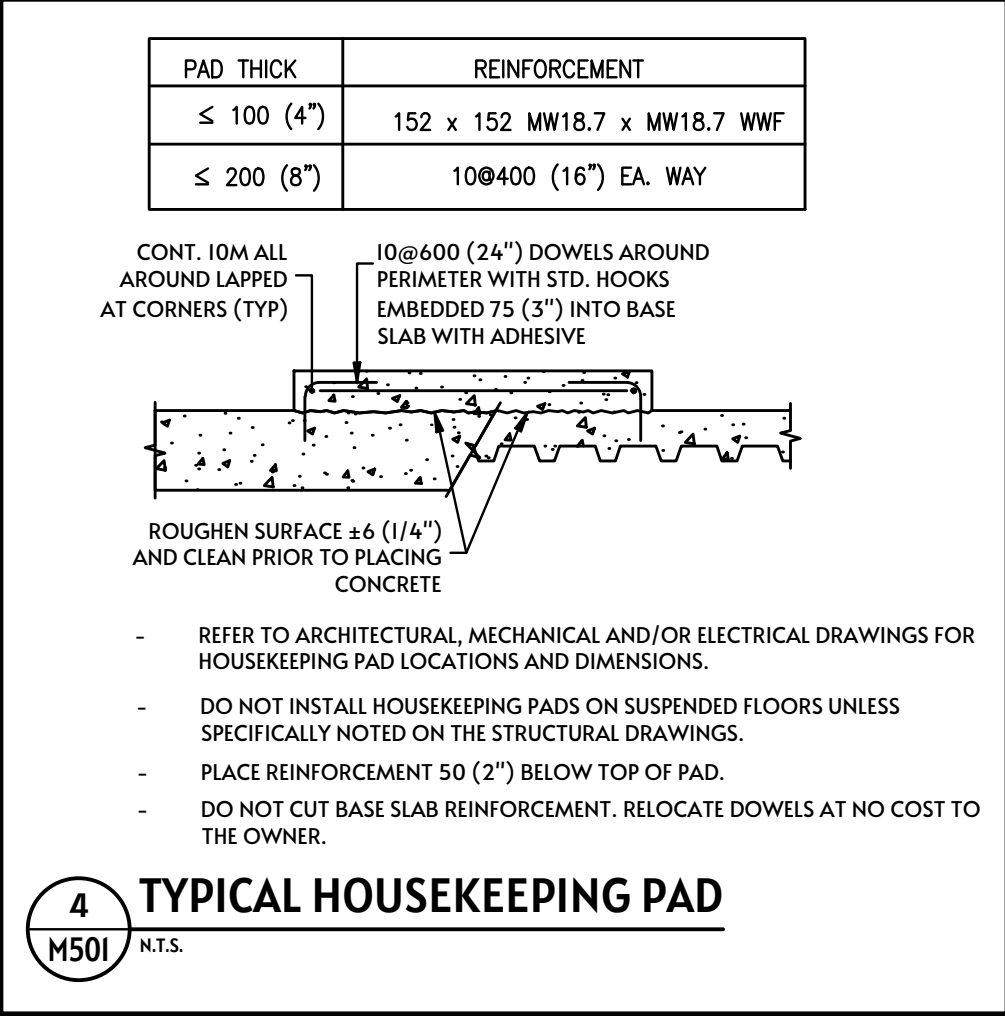 PAD THICK REINFORCEMENT
≤ 100 (4") 152 x 152 MW18.7 x MW18.7 WWF
≤ 200 (8") 10@400 (16") EA. WAY
CONT. 10M ALL
AROUND LAPPED
AT CORNERS (TYP)
10@600 (24") DOWELS AROUND
PERIMETER WITH STD. HOOKS
EMBEDDED 75 (3") INTO BASE
SLAB WITH ADHESIVE
ROUGHEN SURFACE ±6 (1/4")
AND CLEAN PRIOR TO PLACING
CONCRETE
- REFER TO ARCHITECTURAL, MECHANICAL AND/OR ELECTRICAL DRAWINGS FOR
HOUSEKEEPING PAD LOCATIONS AND DIMENSIONS.
- DO NOT INSTALL HOUSEKEEPING PADS ON SUSPENDED FLOORS UNLESS
SPECIFICALLY NOTED ON THE STRUCTURAL DRAWINGS.
- PLACE REINFORCEMENT 50 (2") BELOW TOP OF PAD.
- DO NOT CUT BASE SLAB REINFORCEMENT. RELOCATE DOWELS AT NO COST TO
THE OWNER.
4
M501
TYPICAL HOUSEKEEPING PAD
N.T.S.